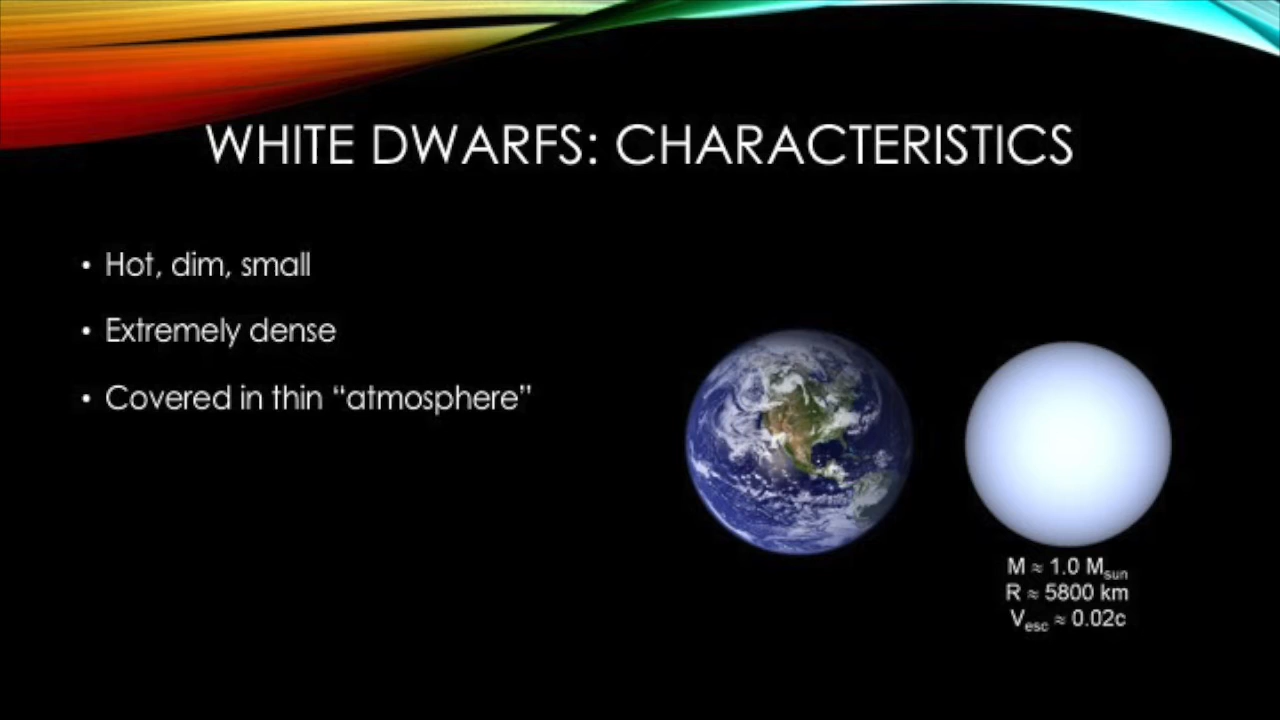 WHITE DWARFS: CHARACTERISTICS
• Hot, dim, small
• Extremely dense
• Covered in thin “atmosphere”
M ≈ 1.0 Msun
R ≈ 5800 km
Vesc ≈ 0.02c